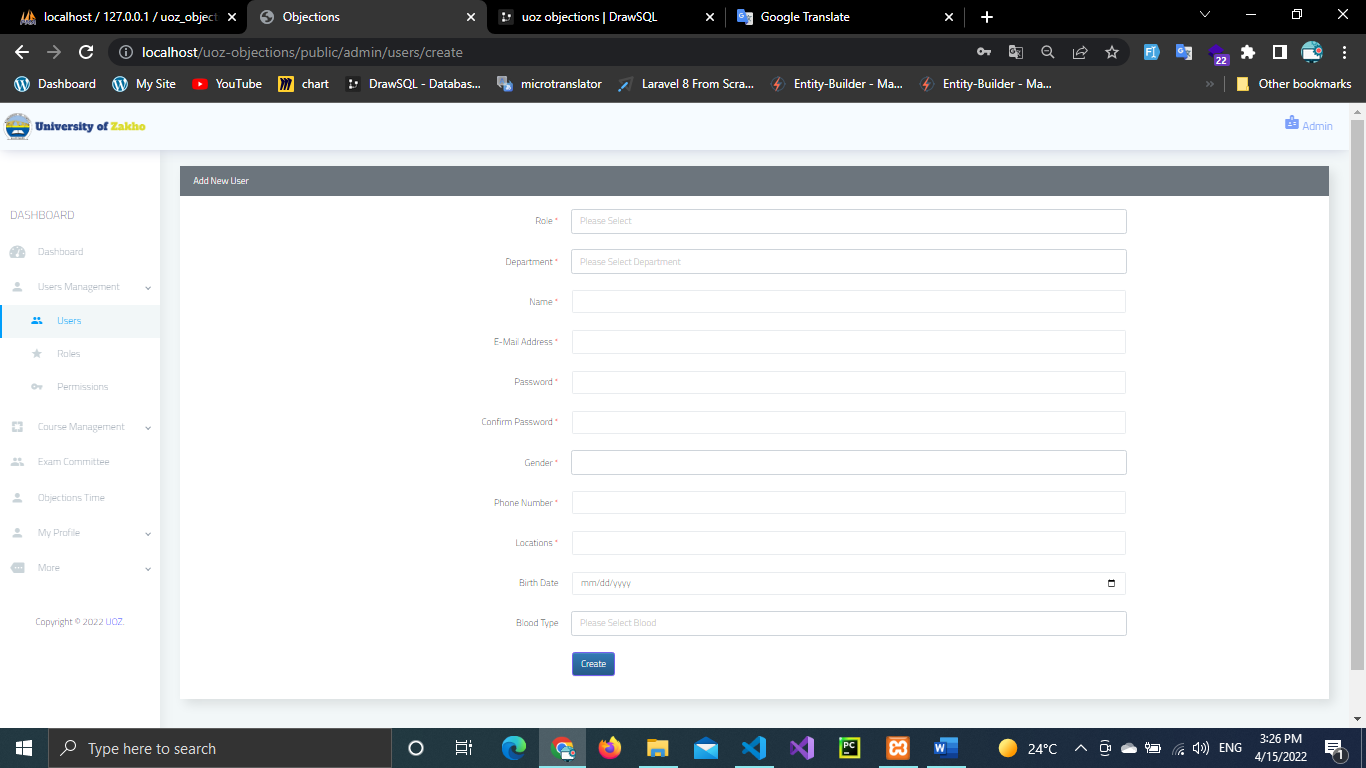 localhost / 127.0.0.1 / uoz_object
Objections
uoz objections | DrawSQL
Google Translate
localhost/uoz-objections/public/admin/users/create
22
Dashboard
My Site
YouTube
chart
DrawSQL - Databas...
microtranslator
Laravel 8 From Scra...
Entity-Builder - Ma...
Entity-Builder - Ma...
»
Other bookmarks
University of Zakho
Admin
Add New User
DASHBOARD
Dashboard
Users Management
Users
Roles
Permissions
Course Management
Exam Committee
Objections Time
My Profile
More
Copyright © 2022 UOZ.
Role * Please Select
Department * Please Select Department
Name *
E-Mail Address *
Password *
Confirm Password *
Gender *
Phone Number *
Locations *
Birth Date mm/dd/yyyy
Blood Type Please Select Blood
Create
Type here to search
24°C
ENG
3:26 PM
4/15/2022
1